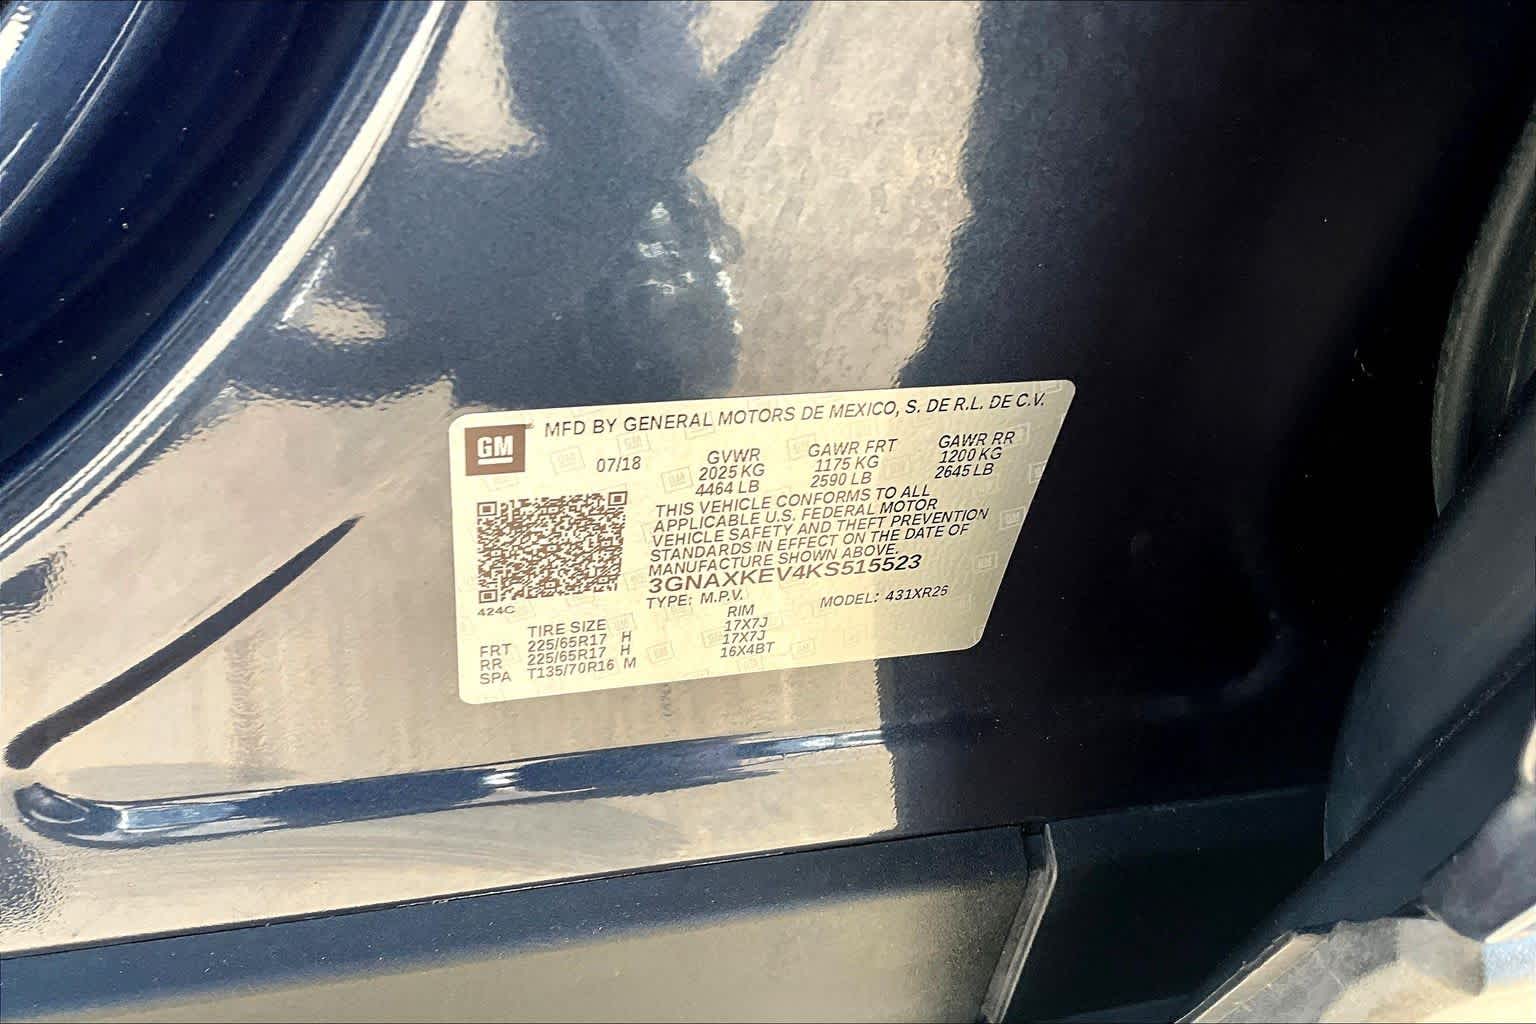 GM
MFD BY GENERAL MOTORS DE MEXICO, S. DE R.L. DE C.V.
07/18
GVWR GAWR FRT GAWR RR
2025 KG 1175 KG 1200 KG
4464 LB 2590 LB 2645 LB
THIS VEHICLE CONFORMS TO ALL
APPLICABLE U.S. FEDERAL MOTOR
VEHICLE SAFETY AND THEFT PREVENTION
STANDARDS IN EFFECT ON THE DATE OF
MANUFACTURE SHOWN ABOVE.
3GNAXKEV4KS515523
TYPE: M.P.V. MODEL: 431XR26
424C
TIRE SIZE RIM
FRT 225/65R17 H 17X7J
RR 225/65R17 H 17X7J
SPA T135/70R16 M 16X4BT